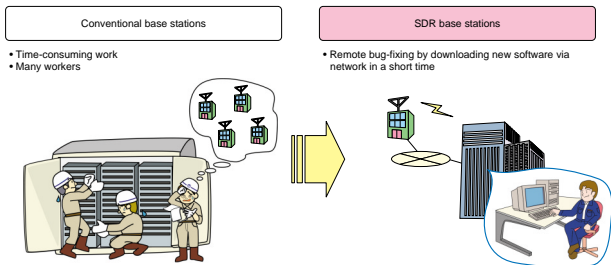 Conventional base stations
• Time-consuming work
• Many workers
SDR base stations
• Remote bug-fixing by downloading new software via
network in a short time